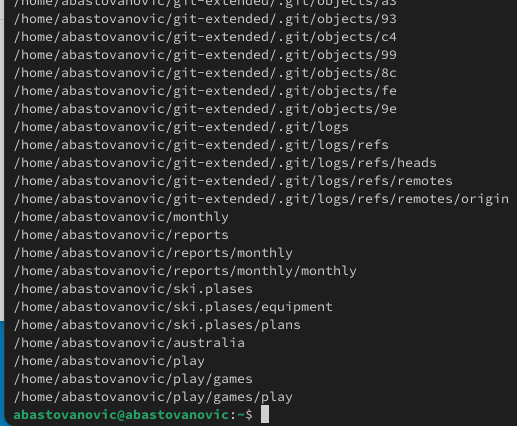 /home/abastovanovic/git-extended/.git/objects/a3
/home/abastovanovic/git-extended/.git/objects/93
/home/abastovanovic/git-extended/.git/objects/c4
/home/abastovanovic/git-extended/.git/objects/99
/home/abastovanovic/git-extended/.git/objects/8c
/home/abastovanovic/git-extended/.git/objects/fe
/home/abastovanovic/git-extended/.git/objects/9e
/home/abastovanovic/git-extended/.git/logs
/home/abastovanovic/git-extended/.git/logs/refs
/home/abastovanovic/git-extended/.git/logs/refs/heads
/home/abastovanovic/git-extended/.git/logs/refs/remotes
/home/abastovanovic/git-extended/.git/logs/refs/remotes/origin
/home/abastovanovic/monthly
/home/abastovanovic/reports
/home/abastovanovic/reports/monthly
/home/abastovanovic/reports/monthly/monthly
/home/abastovanovic/ski.plases
/home/abastovanovic/ski.plases/equipment
/home/abastovanovic/ski.plases/plans
/home/abastovanovic/australia
/home/abastovanovic/play
/home/abastovanovic/play/games
/home/abastovanovic/play/games/play
abastovanovic@abastovanovic:~$